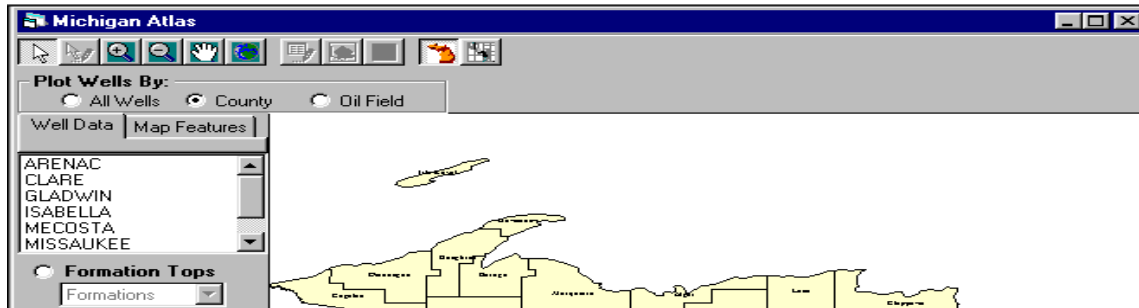 Michigan Atlas
Plot Wells By:
All Wells County Oil Field
Well Data Map Features
ARENAC
CLARE
GLADWIN
ISABELLA
MECOSTA
MISSAUKEE
Formation Tops
Formations